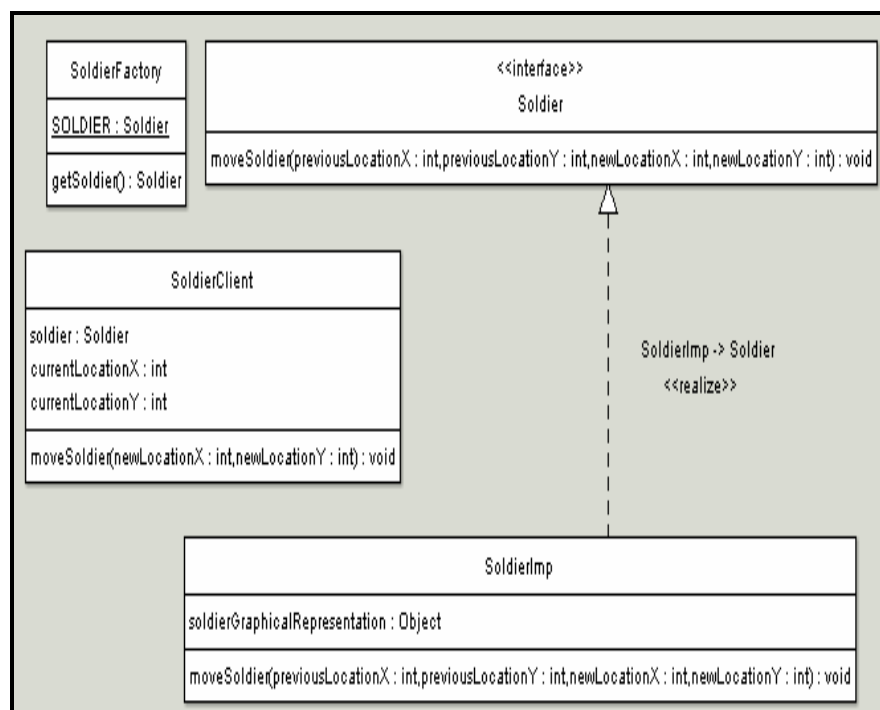 SoldierFactory
SOLDIER : Soldier
getSoldier() : Soldier
<<interface>>
Soldier
moveSoldier(previousLocationX : int,previousLocationY : int,newLocationX : int,newLocationY : int) : void
SoldierClient
soldier : Soldier
currentLocationX : int
currentLocationY : int
moveSoldier(newLocationX : int,newLocationY : int) : void
SoldierImp -> Soldier
<<realize>>
SoldierImp
soldierGraphicalRepresentation : Object
moveSoldier(previousLocationX : int,previousLocationY : int,newLocationX : int,newLocationY : int) : void